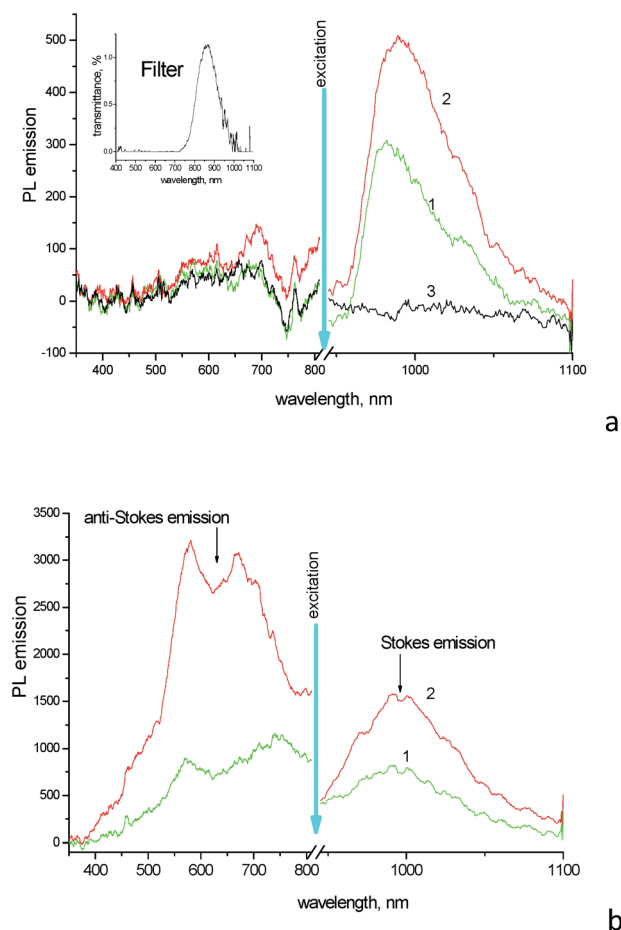 500
400
300
200
100
0
-100
PL emission
1.0
0.5
0.0
transmittance, %
Filter
400 500 600 700 800 900 1000 1100
wavelength, nm
excitation
2
1
3
400 500 600 700 800 1000 1100
wavelength, nm
a
3500
3000
2500
2000
1500
1000
500
0
PL emission
anti-Stokes emission
excitation
Stokes emission
2
1
400 500 600 700 800 1000 1100
wavelength, nm
b